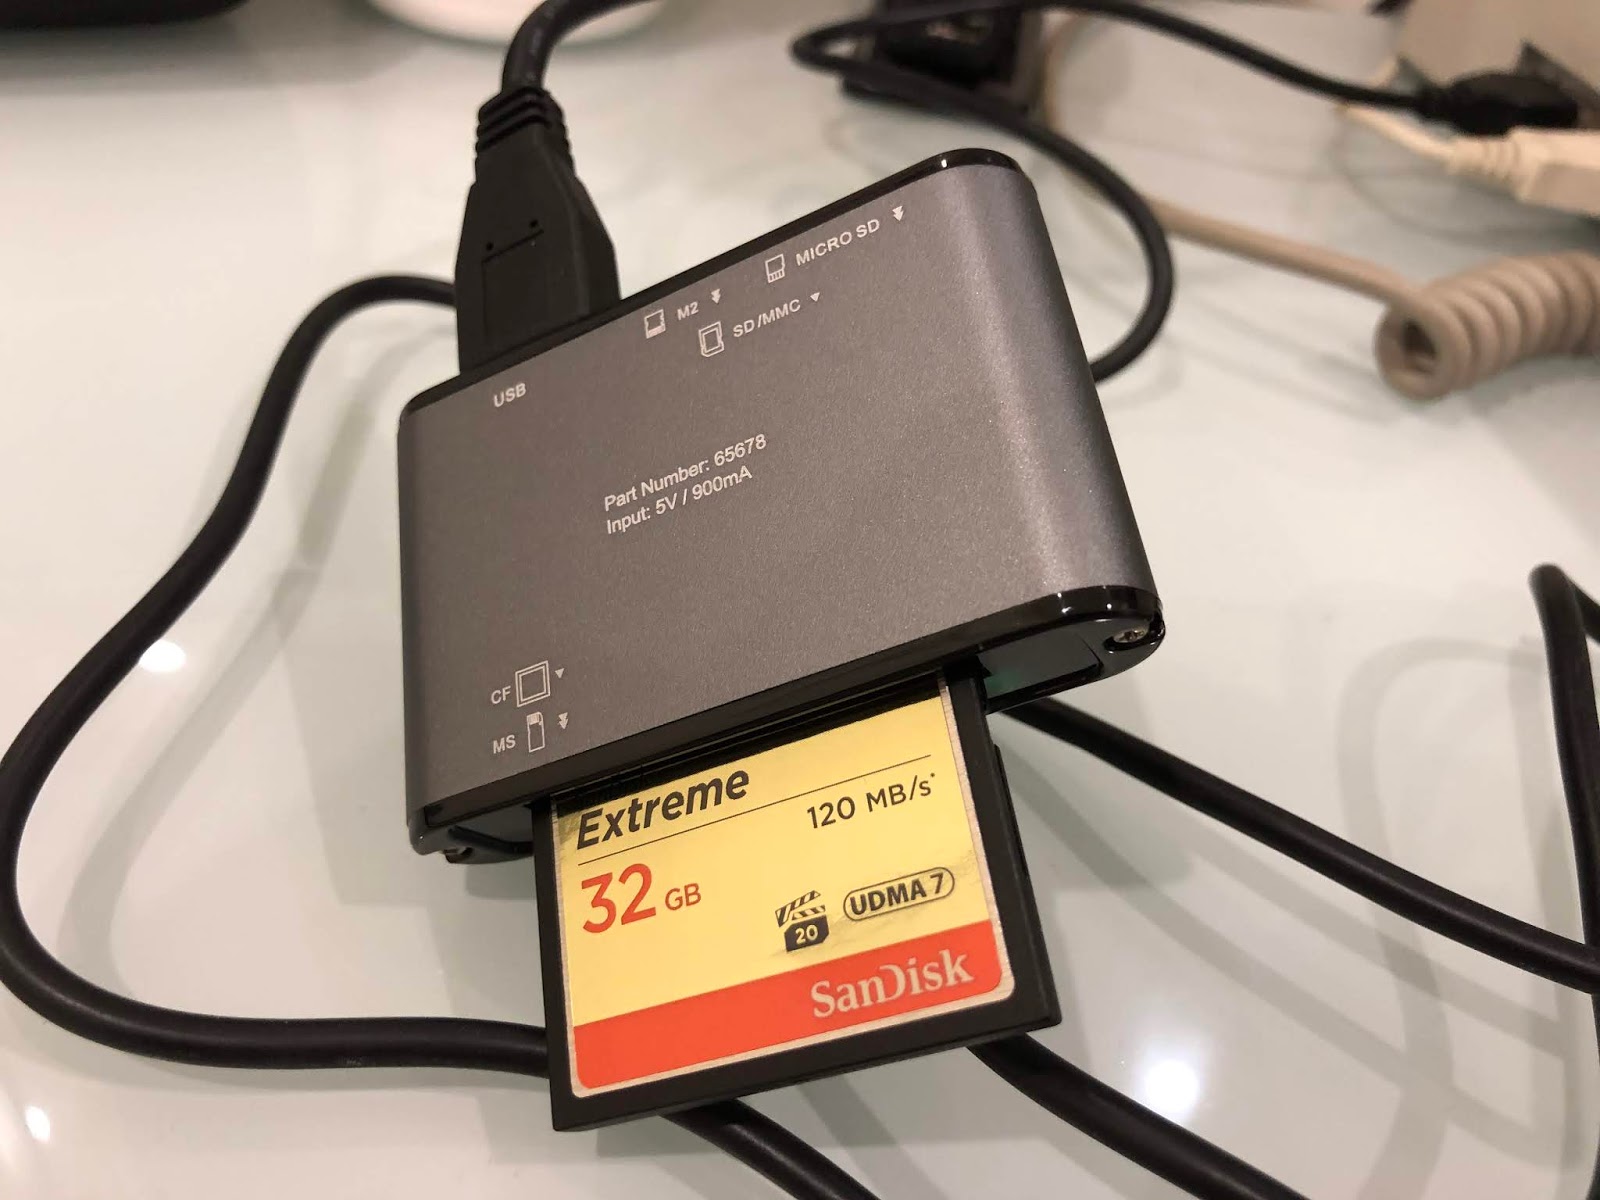 MICRO SD
M2
SD/MMC
USB
Part Number: 65678
Input: 5V / 900mA
CF
MS
Extreme
120 MB/s*
32 GB
20
UDMA 7
SanDisk